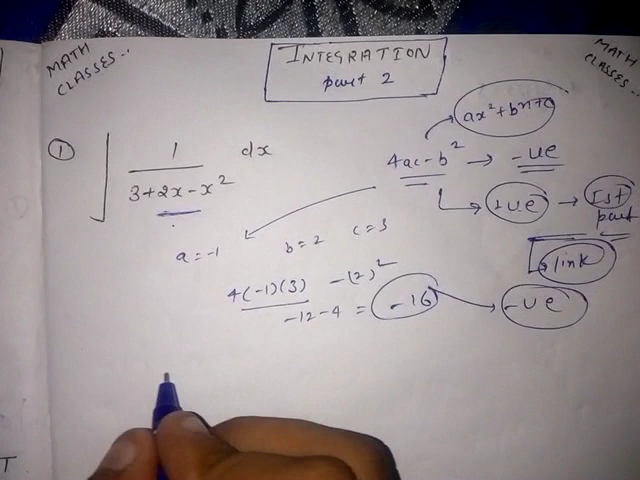 MATH
CLASSES..
INTEGRATION
part 2
MATH
CLASSES..
① ∫ 1 / 3+2x-x² dx
ax²+bx+c
4ac-b² → -ve
+ve → Ist
part
link
a=-1 b=2 c=3
4(-1)(3) -(2)²
-12-4 = -16
-ve
T